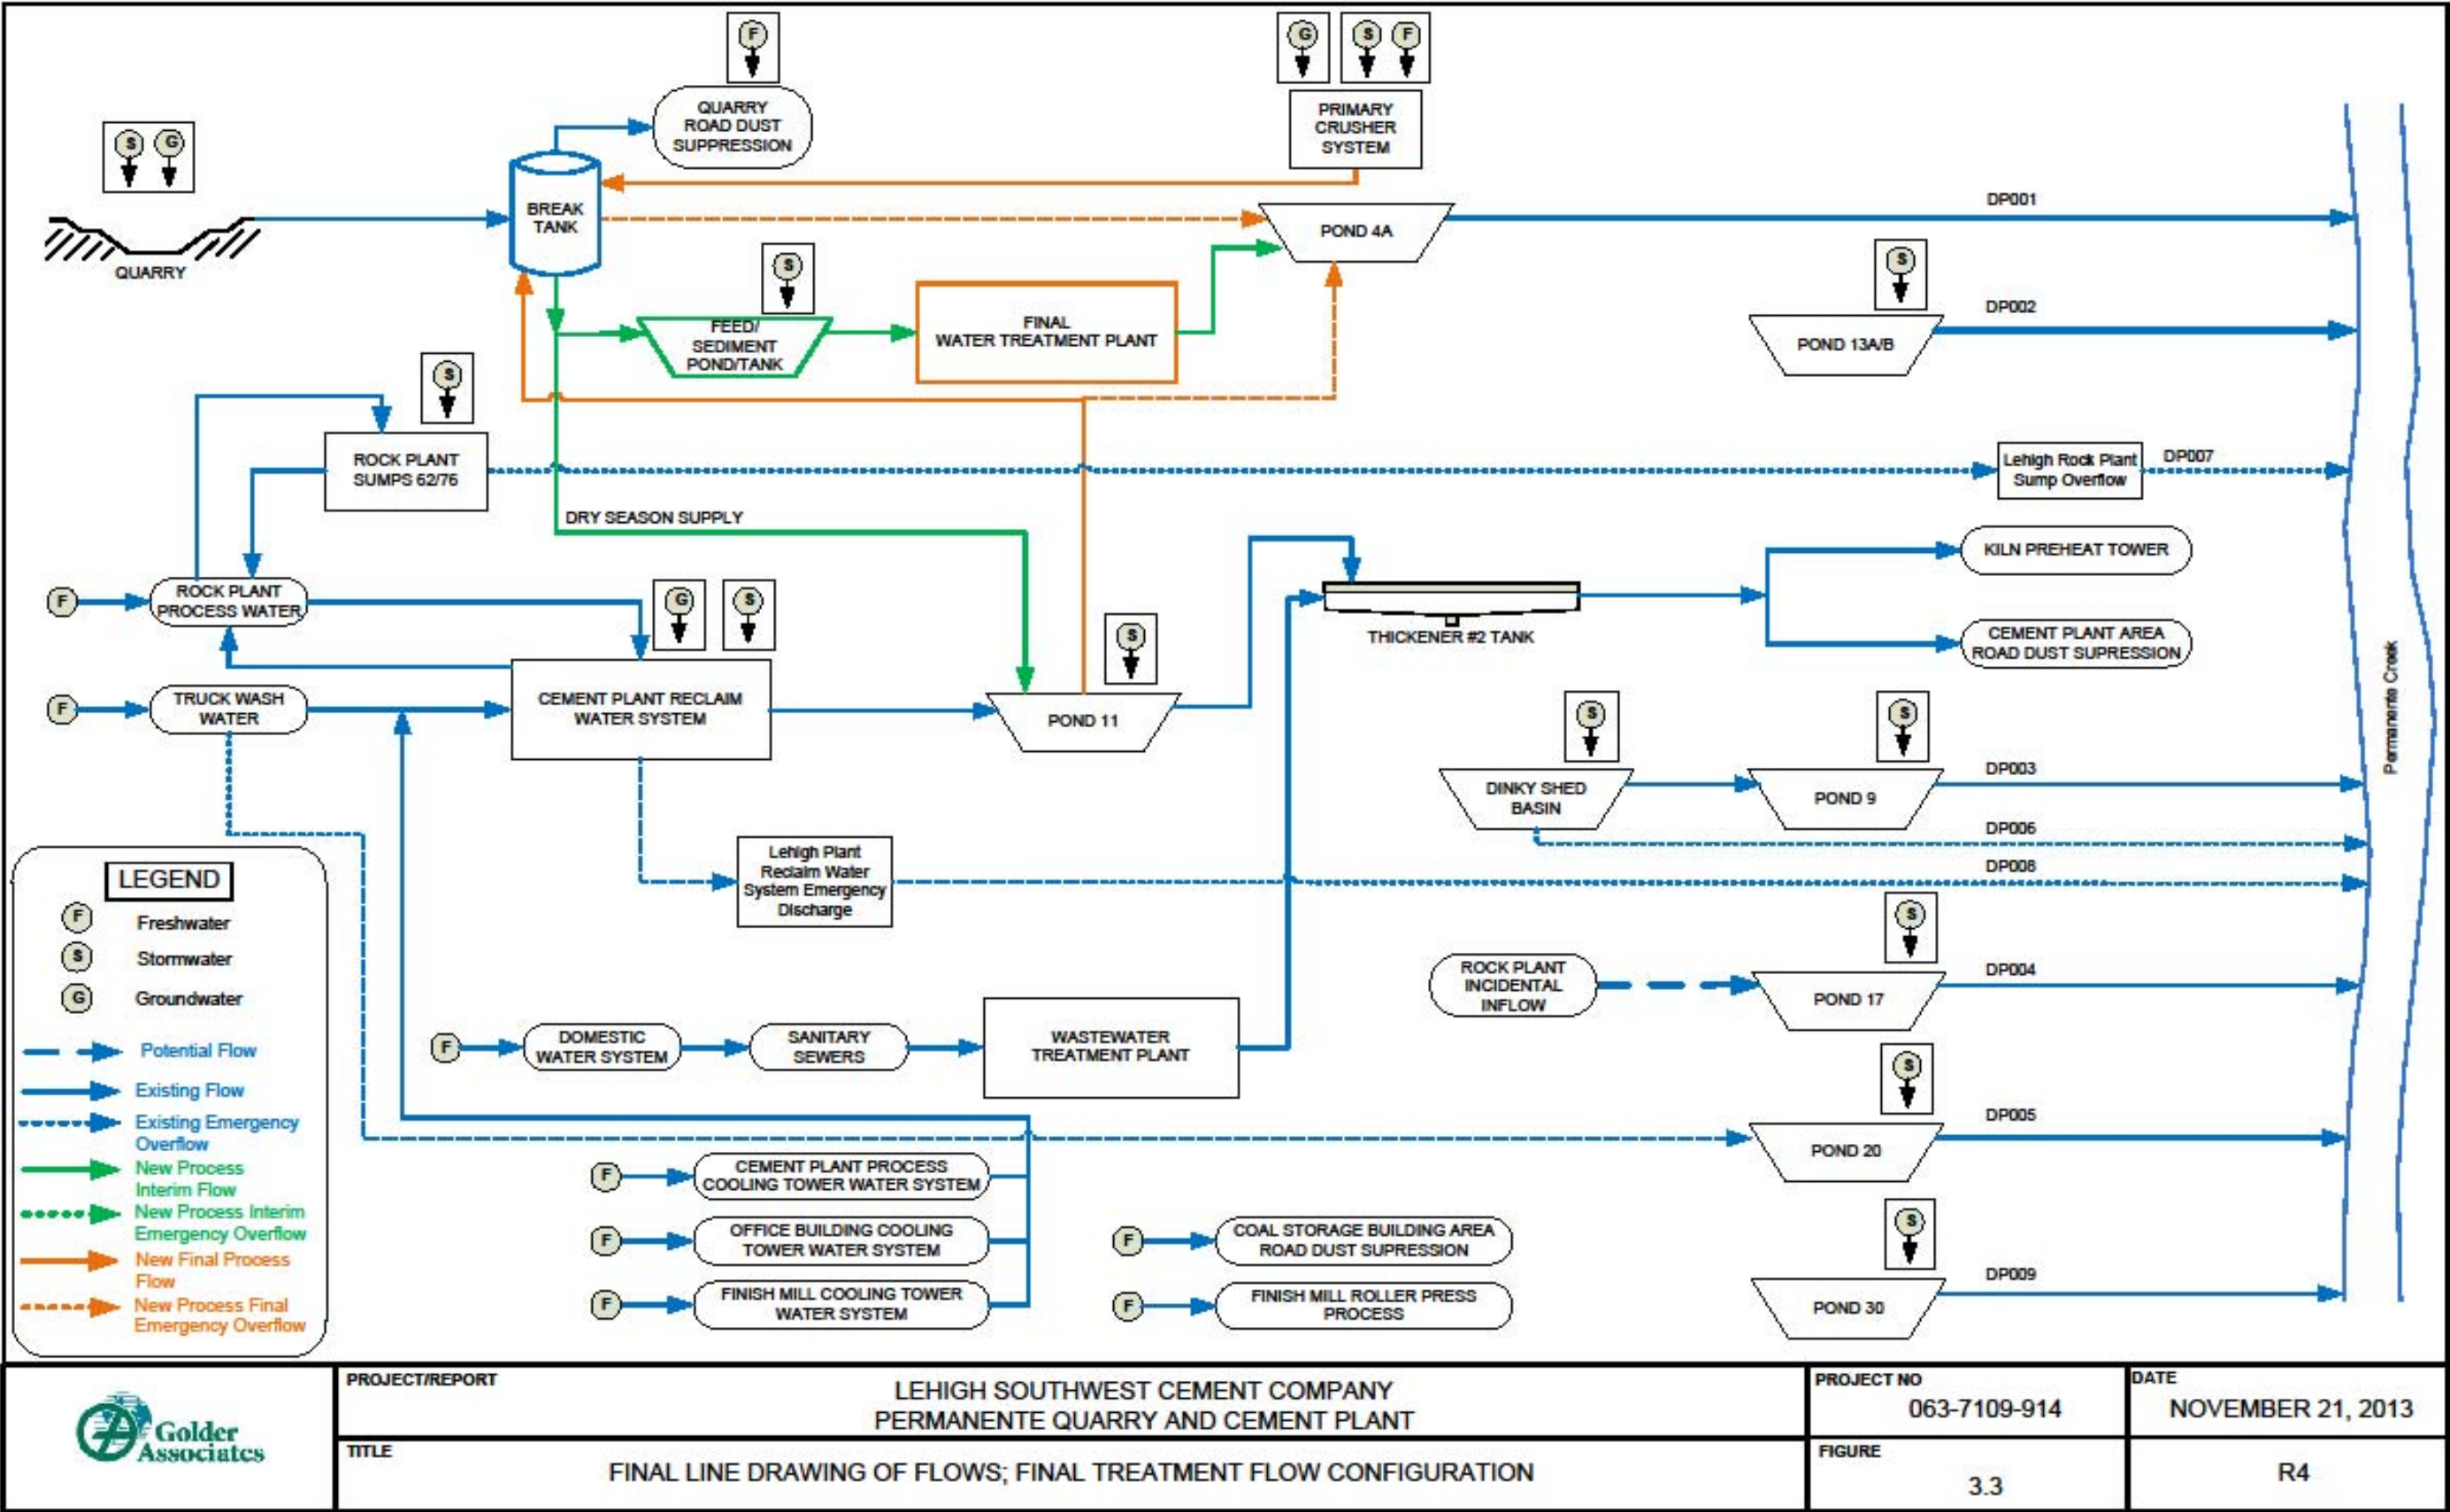 F
G
S
F
QUARRY
ROAD DUST
SUPPRESSION
PRIMARY
CRUSHER
SYSTEM
S
G
BREAK
TANK
QUARRY
POND 4A
DP001
S
S
FEED/
SEDIMENT
POND/TANK
FINAL
WATER TREATMENT PLANT
POND 13A/B
DP002
S
ROCK PLANT
SUMPS 62/76
Lehigh Rock Plant
Sump Overflow
DP007
DRY SEASON SUPPLY
KILN PREHEAT TOWER
F
ROCK PLANT
PROCESS WATER
G
S
S
THICKENER #2 TANK
CEMENT PLANT AREA
ROAD DUST SUPRESSION
F
TRUCK WASH
WATER
CEMENT PLANT RECLAIM
WATER SYSTEM
POND 11
Permanente Creek
S
S
DINKY SHED
BASIN
POND 9
DP003
DP006
Lehigh Plant
Reclaim Water
System Emergency
Discharge
DP008
S
ROCK PLANT
INCIDENTAL
INFLOW
POND 17
DP004
F
DOMESTIC
WATER SYSTEM
SANITARY
SEWERS
WASTEWATER
TREATMENT PLANT
S
POND 20
DP005
F
CEMENT PLANT PROCESS
COOLING TOWER WATER SYSTEM
F
OFFICE BUILDING COOLING
TOWER WATER SYSTEM
F
COAL STORAGE BUILDING AREA
ROAD DUST SUPRESSION
F
FINISH MILL COOLING TOWER
WATER SYSTEM
F
FINISH MILL ROLLER PRESS
PROCESS
S
POND 30
DP009
LEGEND
F Freshwater
S Stormwater
G Groundwater
Potential Flow
Existing Flow
Existing Emergency
Overflow
New Process
Interim Flow
New Process Interim
Emergency Overflow
New Final Process
Flow
New Process Final
Emergency Overflow
Golder
Associates
PROJECT/REPORT
LEHIGH SOUTHWEST CEMENT COMPANY
PERMANENTE QUARRY AND CEMENT PLANT
PROJECT NO
063-7109-914
DATE
NOVEMBER 21, 2013
TITLE
FINAL LINE DRAWING OF FLOWS; FINAL TREATMENT FLOW CONFIGURATION
FIGURE
3.3
R4